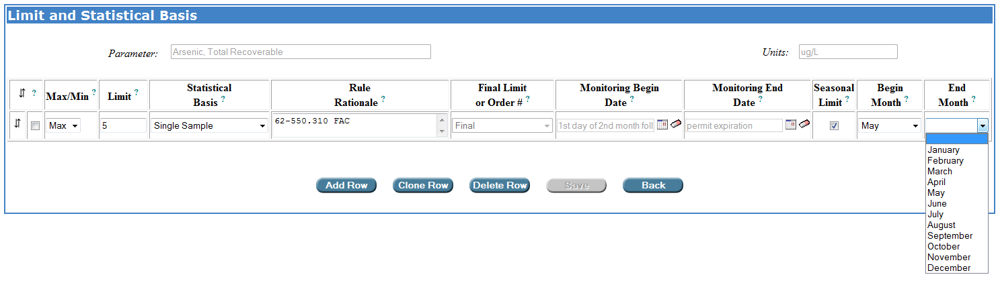 Limit and Statistical Basis
Parameter: Arsenic, Total Recoverable Units: ug/L
? Max/Min ? Limit ? Statistical Basis ? Rule Rationale ? Final Limit or Order # ? Monitoring Begin Date ? Monitoring End Date ? Seasonal Limit ? Begin Month ? End Month ?
Max 5 Single Sample 62-550.310 FAC Final 1st day of 2nd month foll permit expiration May
January
February
March
April
May
June
July
August
September
October
November
December
Add Row Clone Row Delete Row Save Back